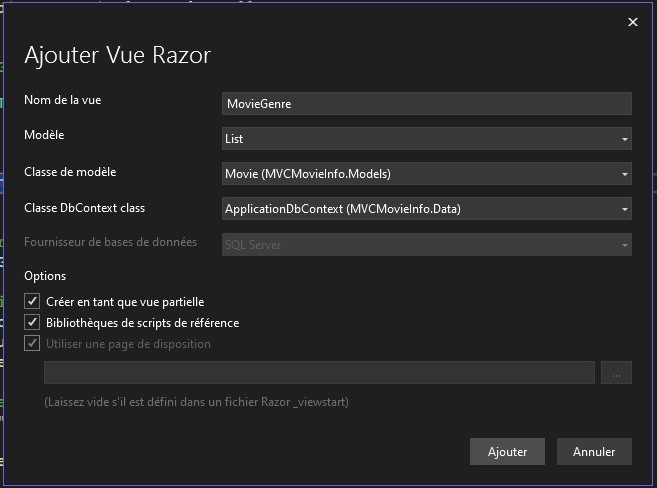 Ajouter Vue Razor
Nom de la vue
MovieGenre
Modèle
List
Classe de modèle
Movie (MVCMovieInfo.Models)
Classe DbContext class
ApplicationDbContext (MVCMovieInfo.Data)
Fournisseur de bases de données
SQL Server
Options
Créer en tant que vue partielle
Bibliothèques de scripts de référence
Utiliser une page de disposition
...
(Laissez vide s'il est défini dans un fichier Razor _viewstart)
Ajouter
Annuler